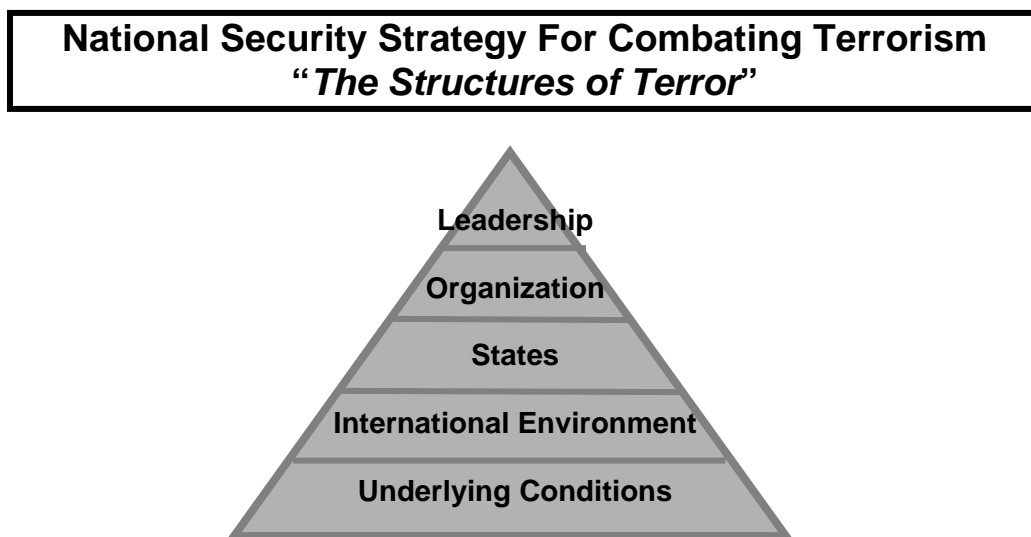 National Security Strategy For Combating Terrorism
“The Structures of Terror”
Leadership
Organization
States
International Environment
Underlying Conditions